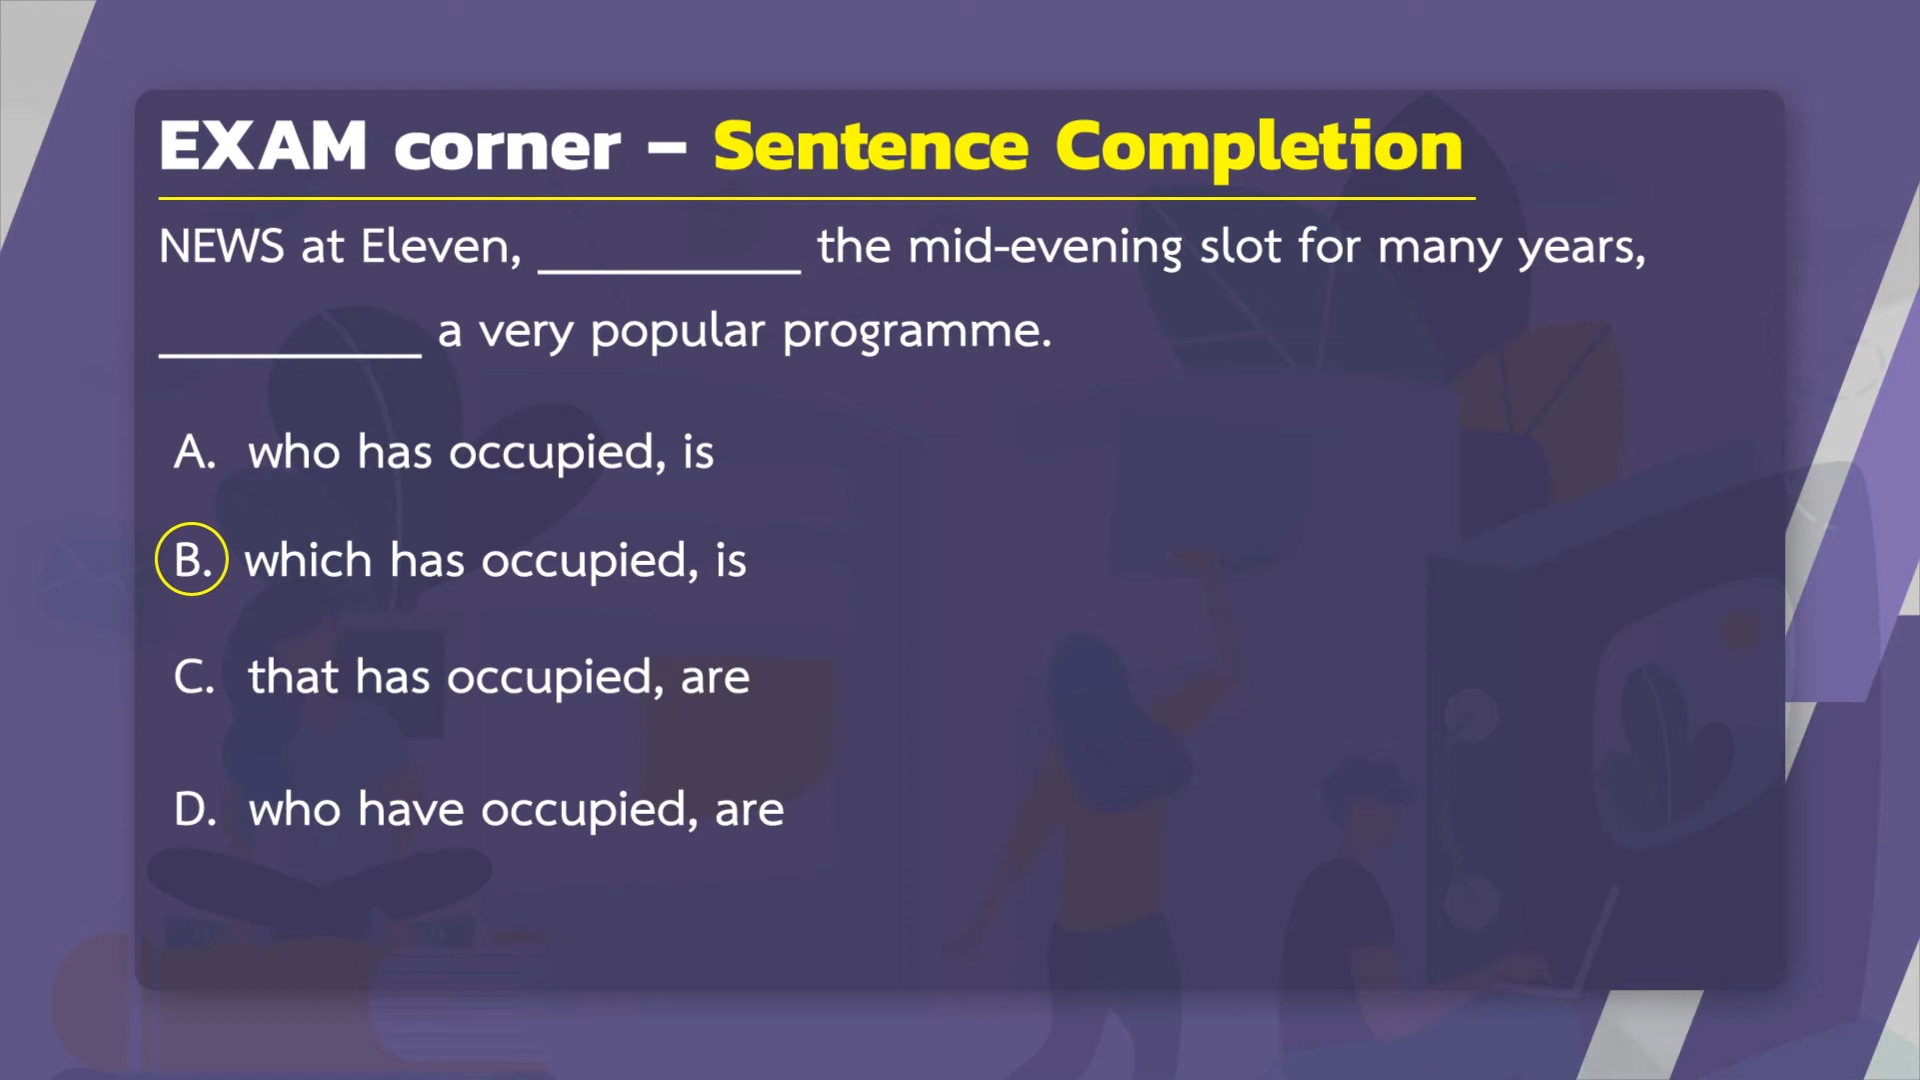 EXAM corner – Sentence Completion
NEWS at Eleven, __________ the mid-evening slot for many years,
__________ a very popular programme.
A. who has occupied, is
B. which has occupied, is
C. that has occupied, are
D. who have occupied, are